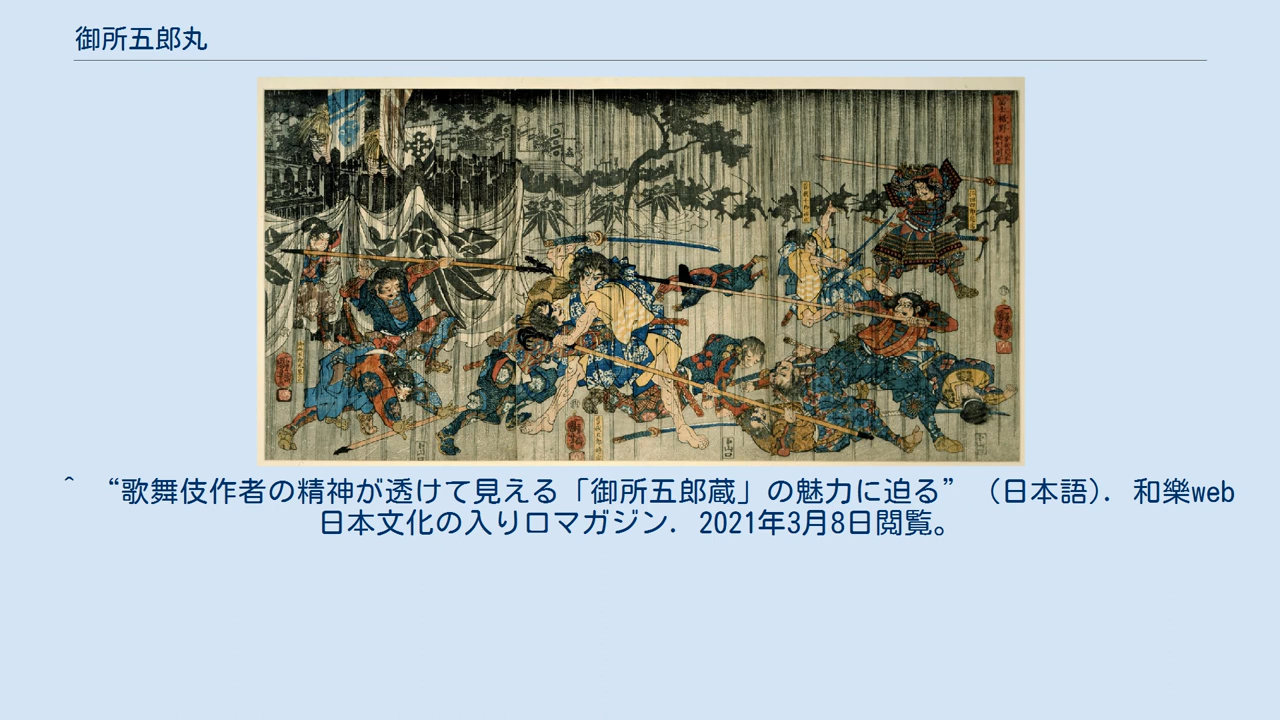 御所五郎丸
^ “歌舞伎作者の精神が透けて見える「御所五郎蔵」の魅力に迫る” (日本語). 和樂web
日本文化の入り口マガジン. 2021年3月8日閲覧。